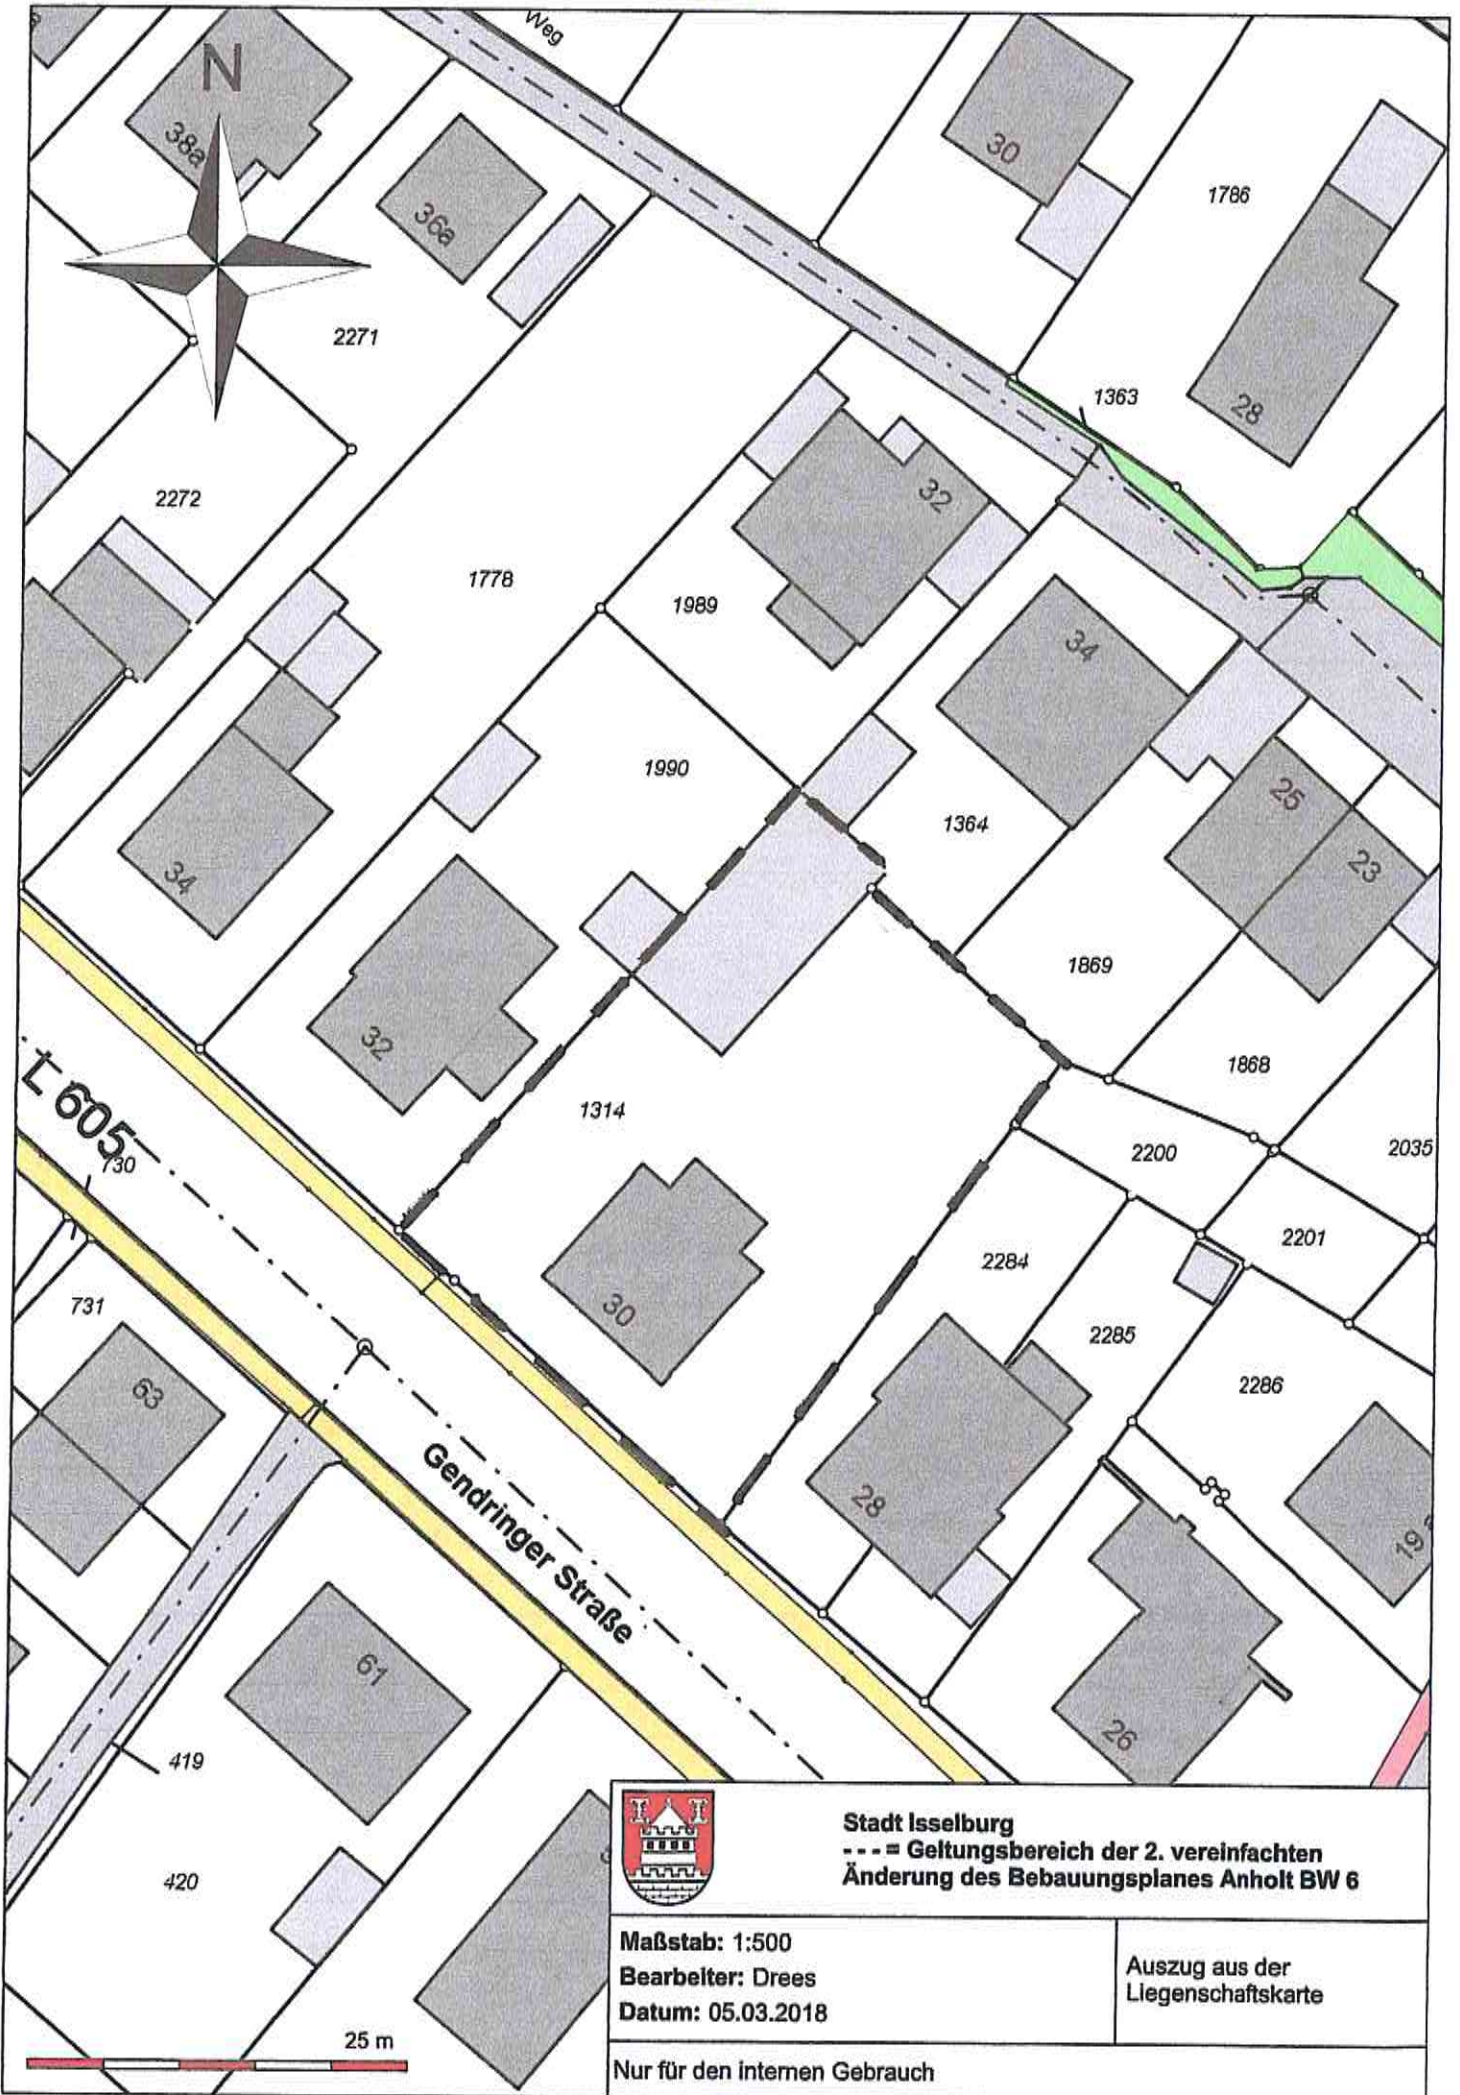 Weg
N
38a
36a
30
1786
2271
1363
28
2272
32
1778
1989
34
1990
25
1364
23
34
1869
32
1868
L 605
1314
730
2200
2035
2201
2284
30
731
2285
63
2286
Gendringer Straße
28
19
61
26
419
420
Stadt Isselburg
---= Geltungsbereich der 2. vereinfachten
Änderung des Bebauungsplanes Anholt BW 6
Maßstab: 1:500
Bearbeiter: Drees
Datum: 05.03.2018
Auszug aus der
Liegenschaftskarte
25 m
Nur für den internen Gebrauch